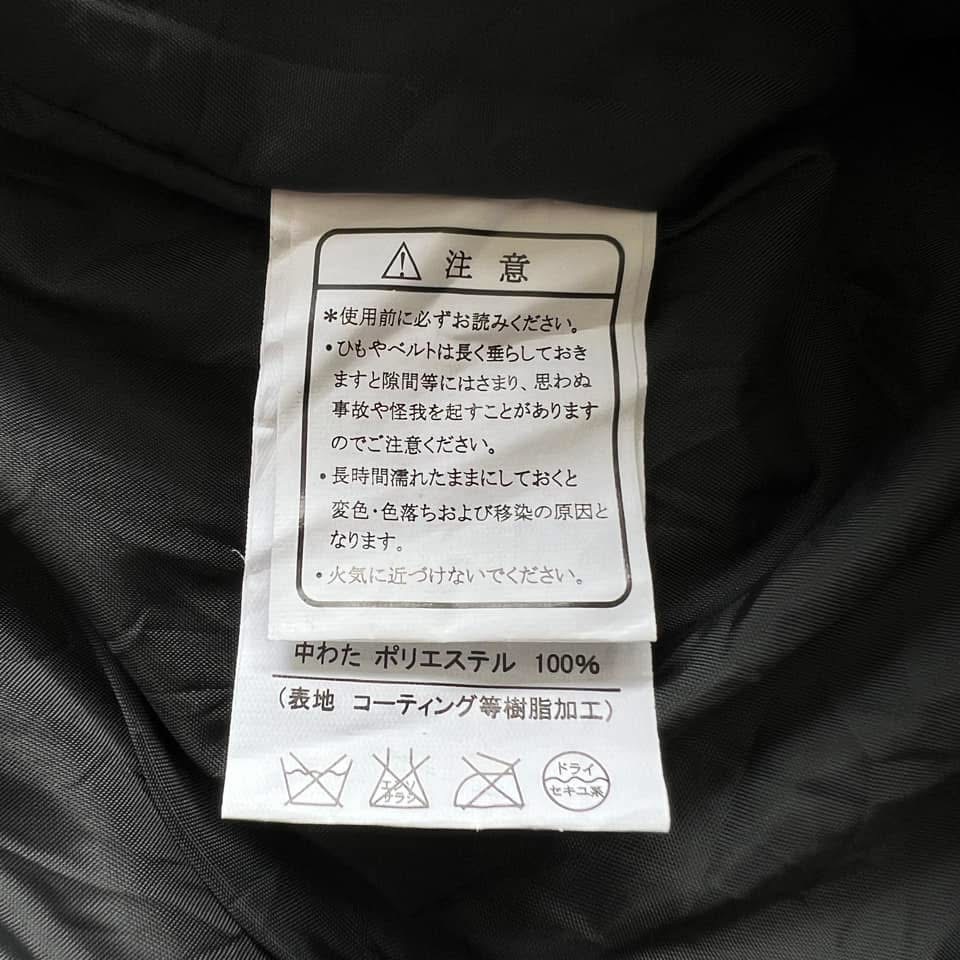 注意
＊使用前に必ずお読みください。
・ひもやベルトは長く垂らしておき
ますと隙間等にはさまり、思わぬ
事故や怪我を起すことがあります
のでご注意ください。
・長時間濡れたままにしておくと
変色・色落ちおよび移染の原因と
なります。
・火気に近づけないでください。
中わた ポリエステル 100%
(表地 コーティング等樹脂加工)
エンソ
サラシ
ドライ
セキユ系